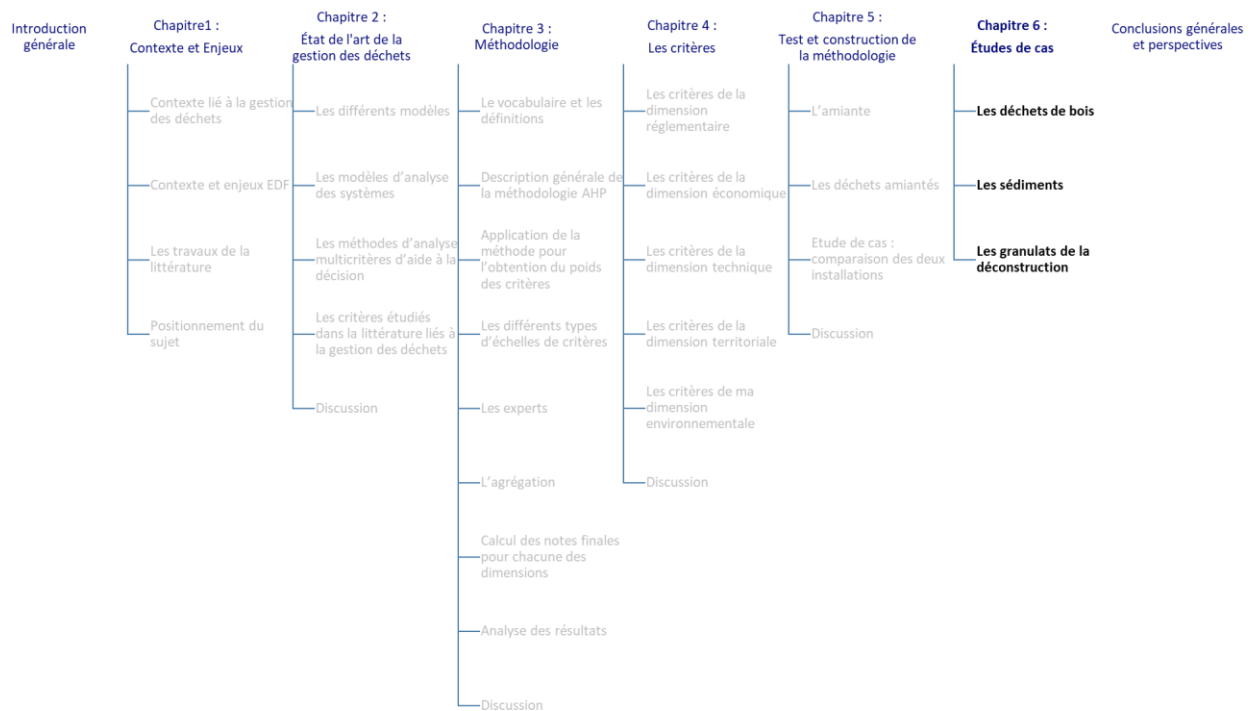 Introduction
générale
Chapitre1 :
Contexte et Enjeux
Contexte lié à la gestion
des déchets
Contexte et enjeux EDF
Les travaux de la
littérature
Positionnement du
sujet
Chapitre 2 :
État de l'art de la
gestion des déchets
Les différents modèles
Les modèles d'analyse
des systèmes
Les méthodes d'analyse
multicritères d'aide à la
décision
Les critères étudiés
dans la littérature liés à
la gestion des déchets
Discussion
Chapitre 3 :
Méthodologie
Le vocabulaire et les
définitions
Description générale de
la méthodologie AHP
Application de la
méthode pour
l'obtention du poids
des critères
Les différents types
d'échelles de critères
Les experts
L'agrégation
Calcul des notes finales
pour chacune des
dimensions
Analyse des résultats
Discussion
Chapitre 4 :
Les critères
Les critères de la
dimension
réglementaire
Les critères de la
dimension économique
Les critères de la
dimension technique
Les critères de la
dimension territoriale
Les critères de ma
dimension
environnementale
Discussion
Chapitre 5 :
Test et construction de
la méthodologie
L'amiante
Les déchets amiantés
Etude de cas :
comparaison des deux
installations
Discussion
Chapitre 6 :
Études de cas
Les déchets de bois
Les sédiments
Les granulats de la
déconstruction
Conclusions générales
et perspectives